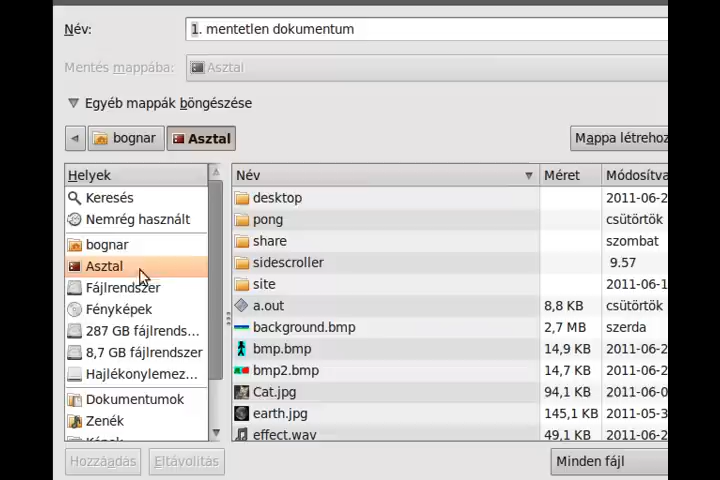 Név: 1. mentetlen dokumentum
Mentés mappába: Asztal
Egyéb mappák böngészése
bognar Asztal Mappa létrehoz
Helyek Név Méret Módosítva
Keresés desktop 2011-06-2
Nemrég használt pong csütörtök
bognar share szombat
Asztal sidescroller 9.57
Fájlrendszer site 2011-06-1
Fényképek a.out 8,8 KB csütörtök
287 GB fájlrends... background.bmp 2,7 MB szerda
8,7 GB fájlrendszer bmp.bmp 14,9 KB 2011-06-2
Hajlékonylemez... bmp2.bmp 14,7 KB 2011-06-2
Dokumentumok Cat.jpg 94,1 KB 2011-06-0
Zenék earth.jpg 145,1 KB 2011-05-3
Képek effect.wav 49,1 KB 2011-06-2
Hozzáadás Eltávolítás Minden fájl